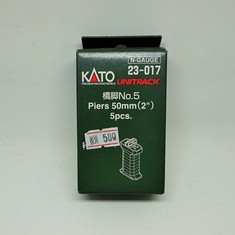 N-GAUGE
23-017
KATO UNITRACK
橋脚No.5
Piers 50mm(2")
5pcs.
500